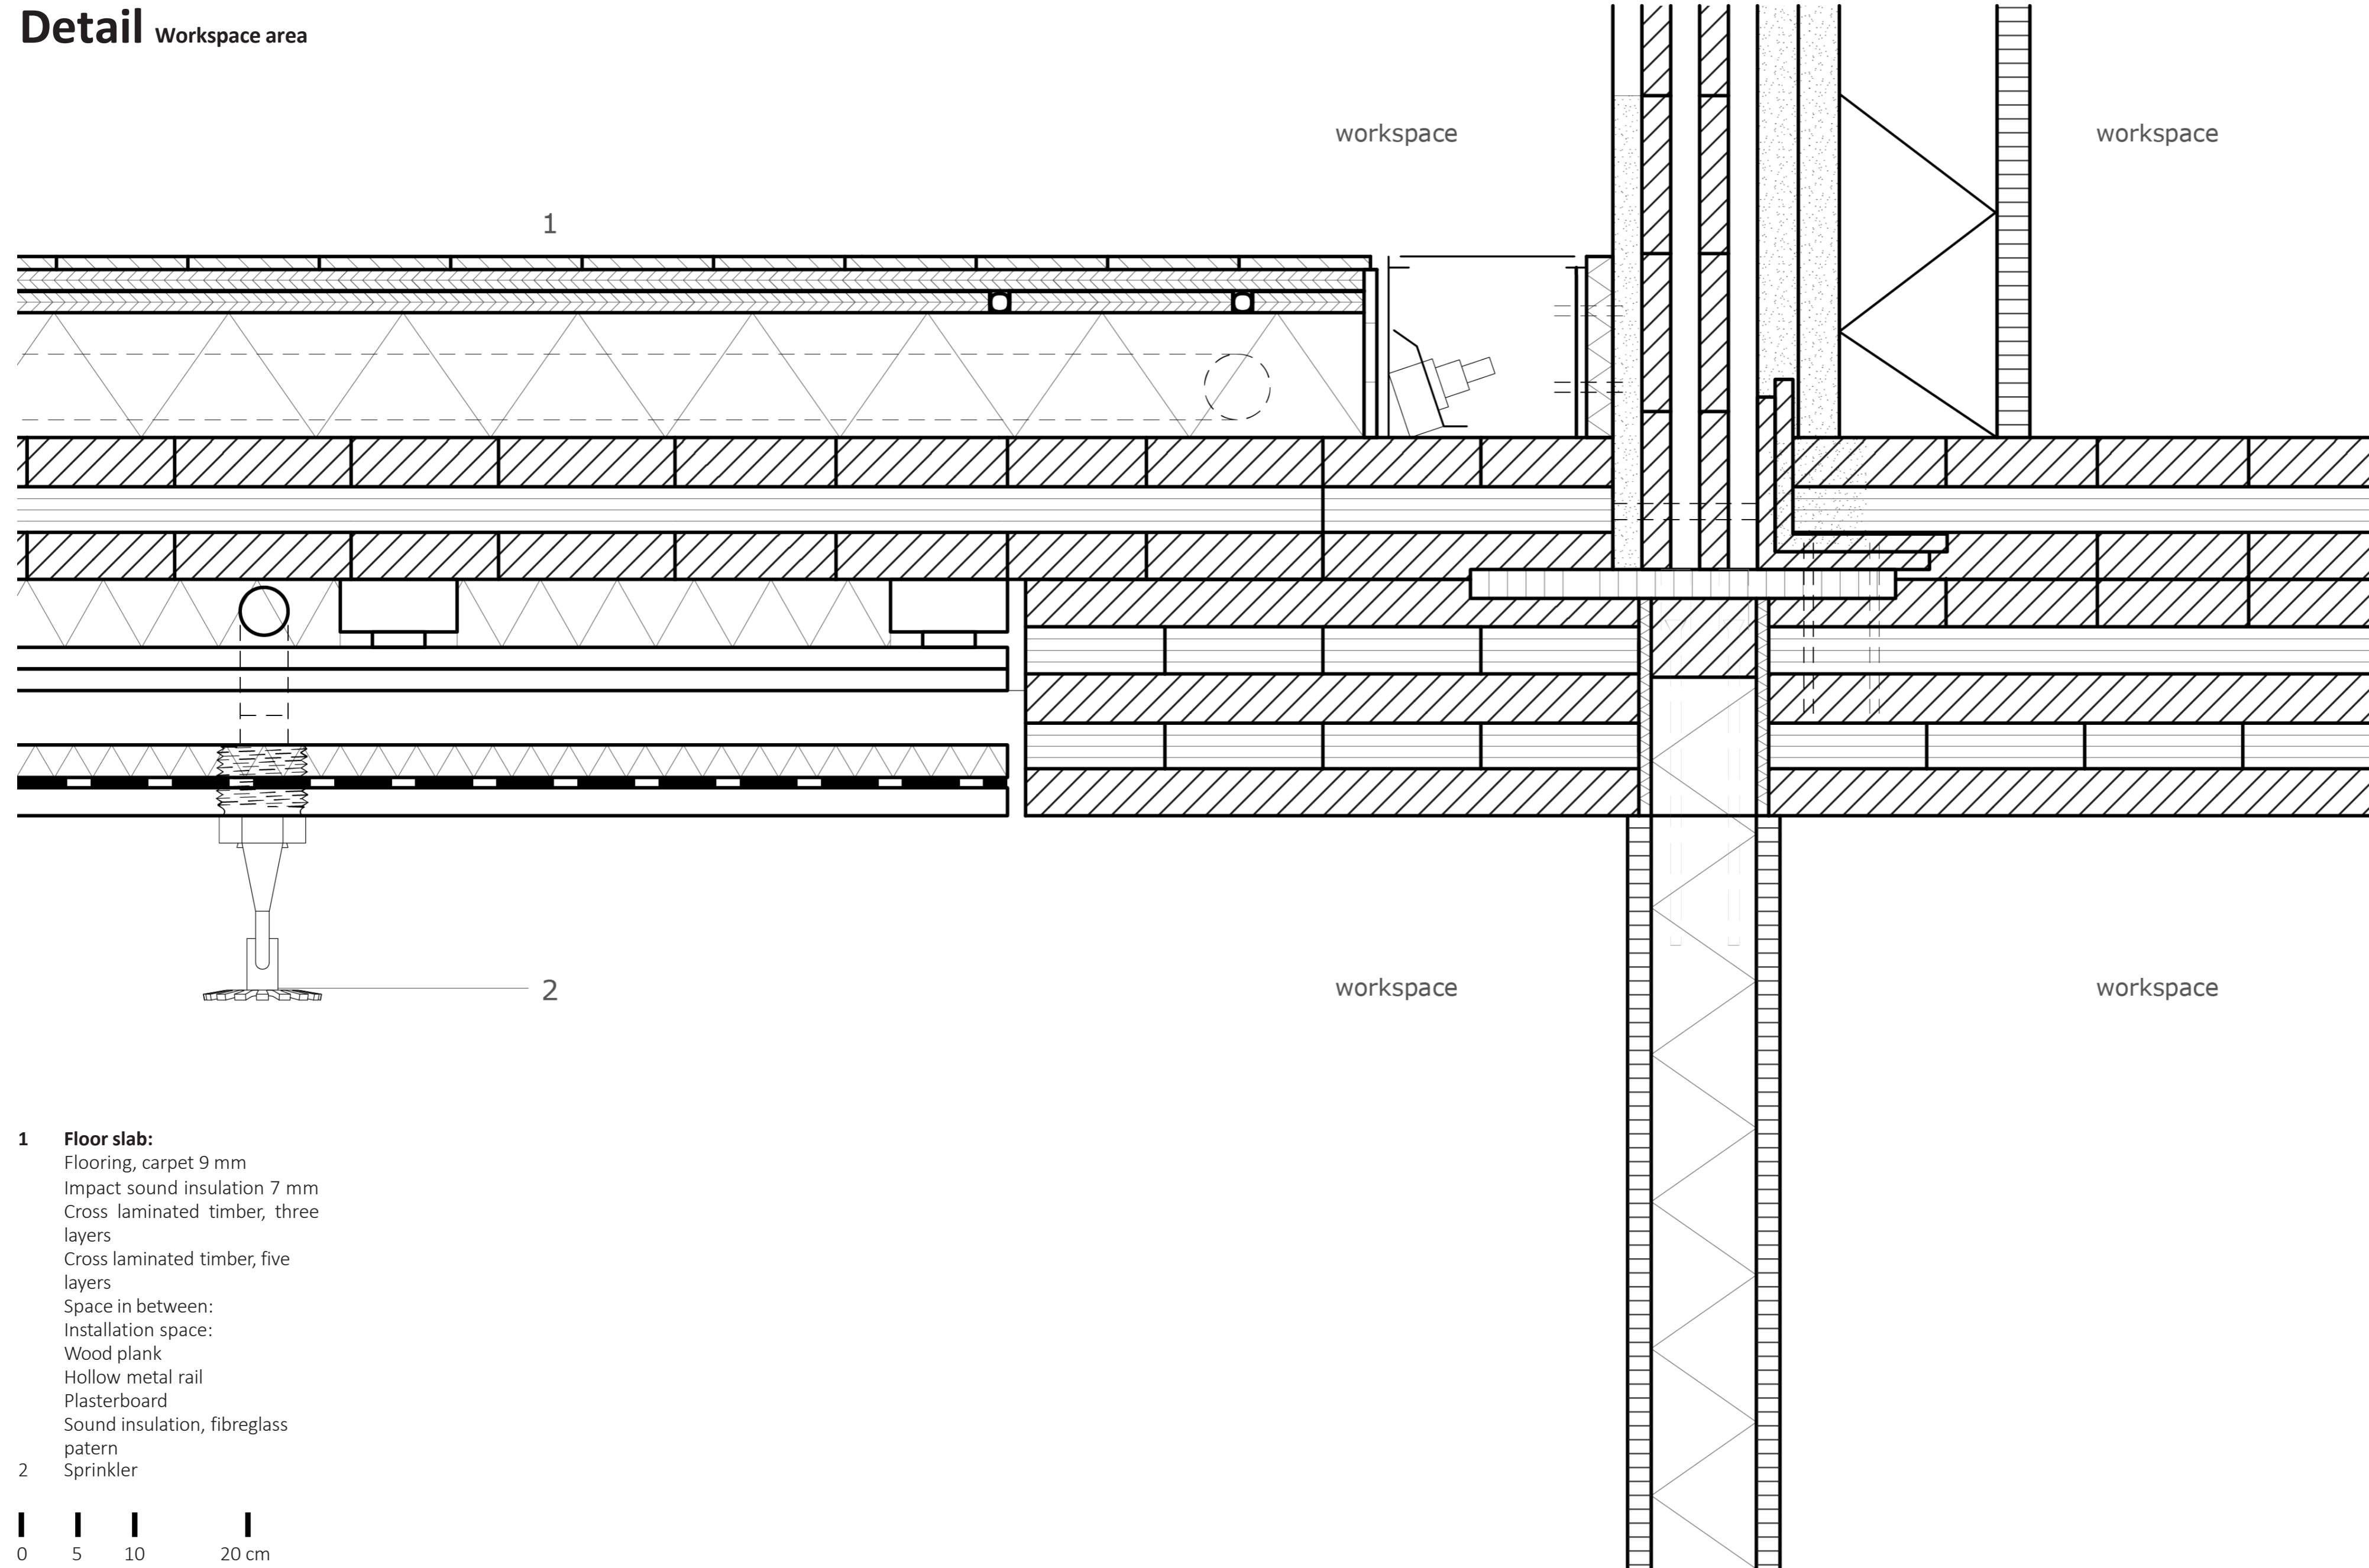 Detail Workspace area
workspace
workspace
1
2
workspace
workspace
1 Floor slab:
Flooring, carpet 9 mm
Impact sound insulation 7 mm
Cross laminated timber, three
layers
Cross laminated timber, five
layers
Space in between:
Installation space:
Wood plank
Hollow metal rail
Plasterboard
Sound insulation, fibreglass
patern
2 Sprinkler
0 5 10 20 cm